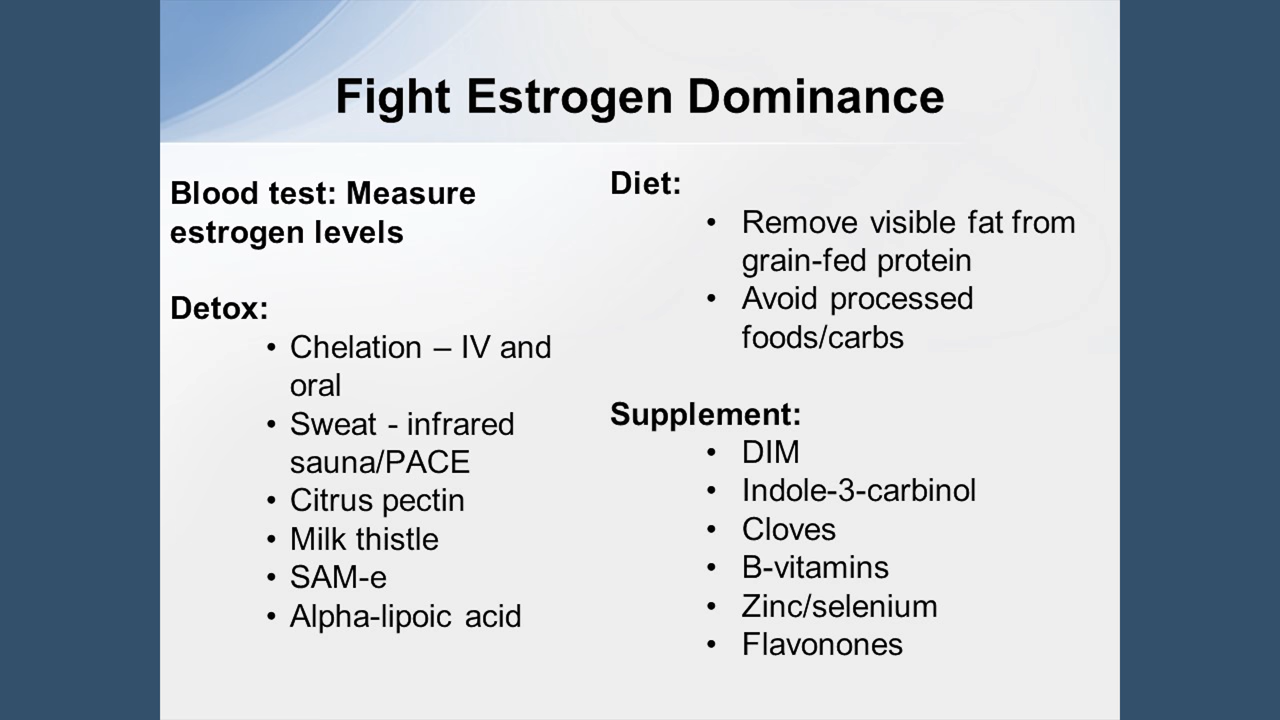 Fight Estrogen Dominance
Blood test: Measure
estrogen levels
Detox:
• Chelation – IV and
oral
• Sweat - infrared
sauna/PACE
• Citrus pectin
• Milk thistle
• SAM-e
• Alpha-lipoic acid
Diet:
• Remove visible fat from
grain-fed protein
• Avoid processed
foods/carbs
Supplement:
• DIM
• Indole-3-carbinol
• Cloves
• B-vitamins
• Zinc/selenium
• Flavonones